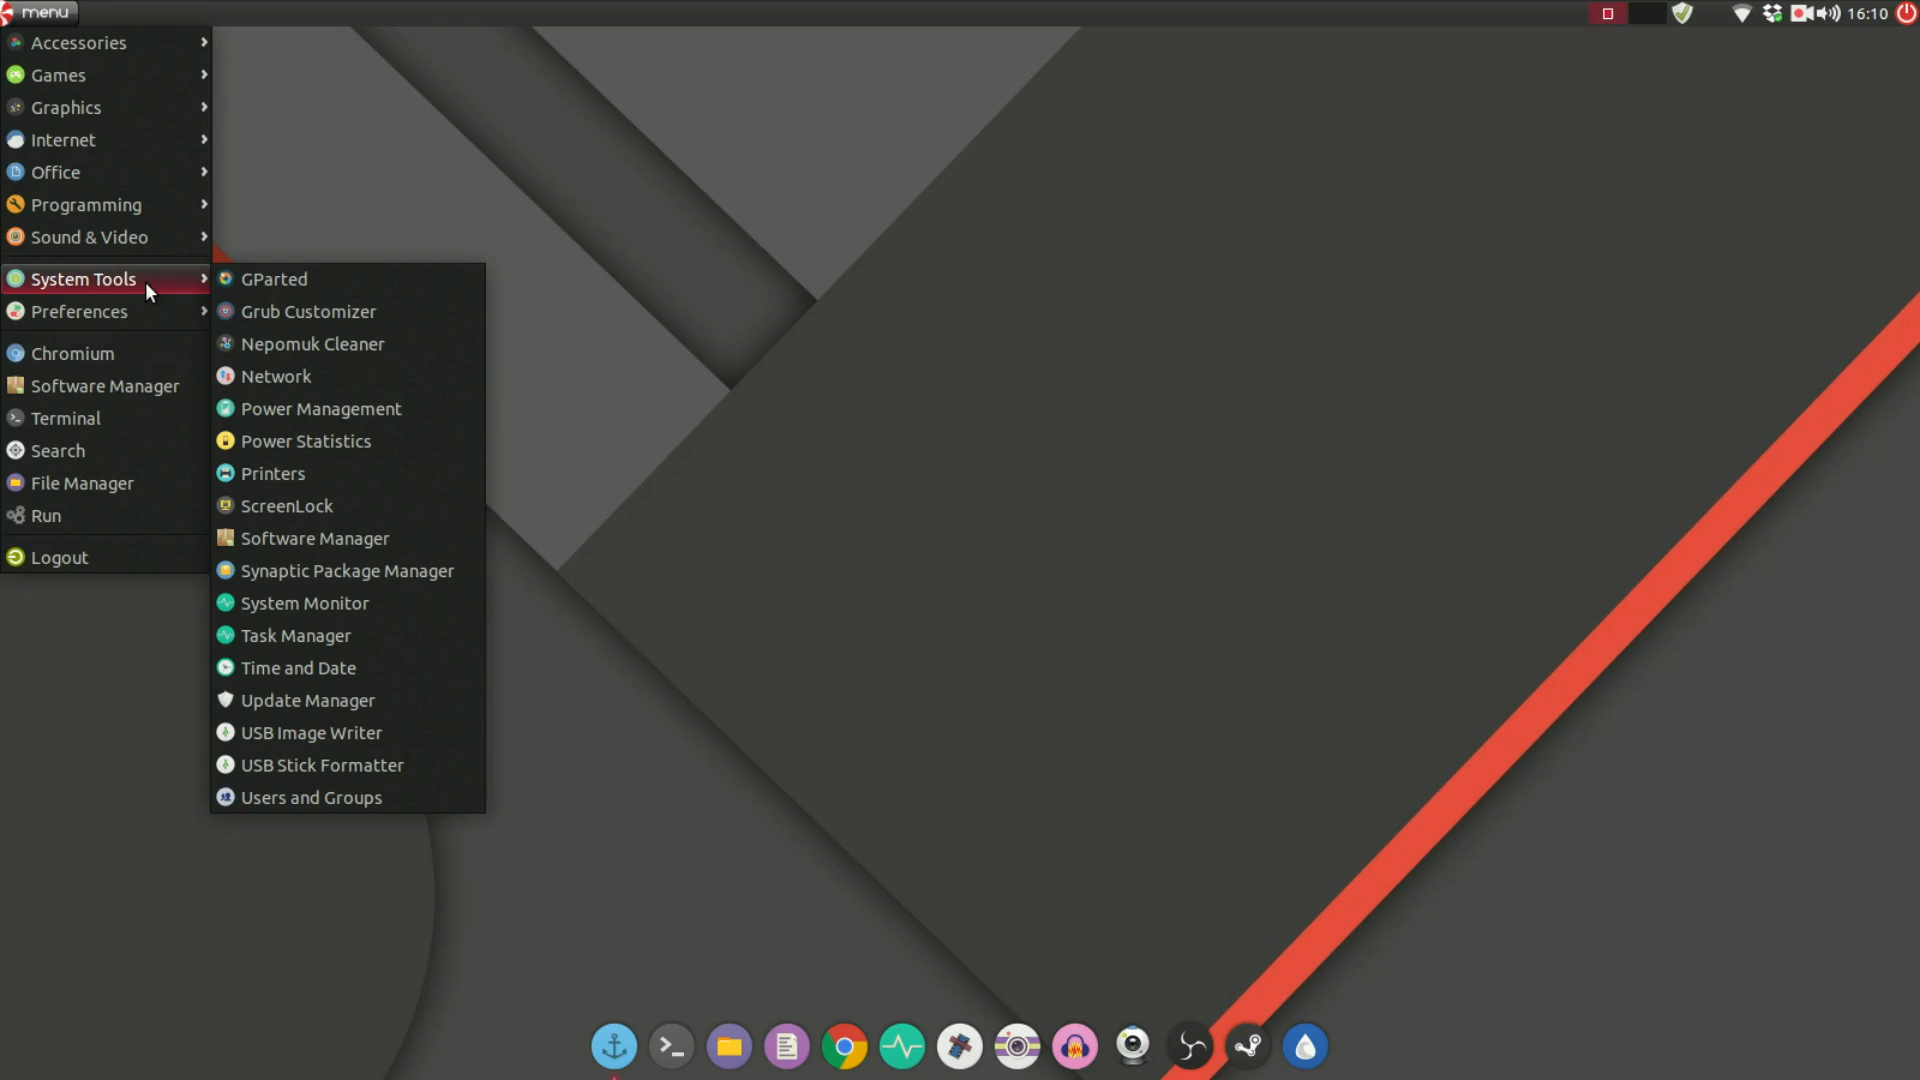 menu
16:10
Accessories
Games
Graphics
Internet
Office
Programming
Sound & Video
System Tools
Preferences
Chromium
Software Manager
Terminal
Search
File Manager
Run
Logout
GParted
Grub Customizer
Nepomuk Cleaner
Network
Power Management
Power Statistics
Printers
ScreenLock
Software Manager
Synaptic Package Manager
System Monitor
Task Manager
Time and Date
Update Manager
USB Image Writer
USB Stick Formatter
Users and Groups